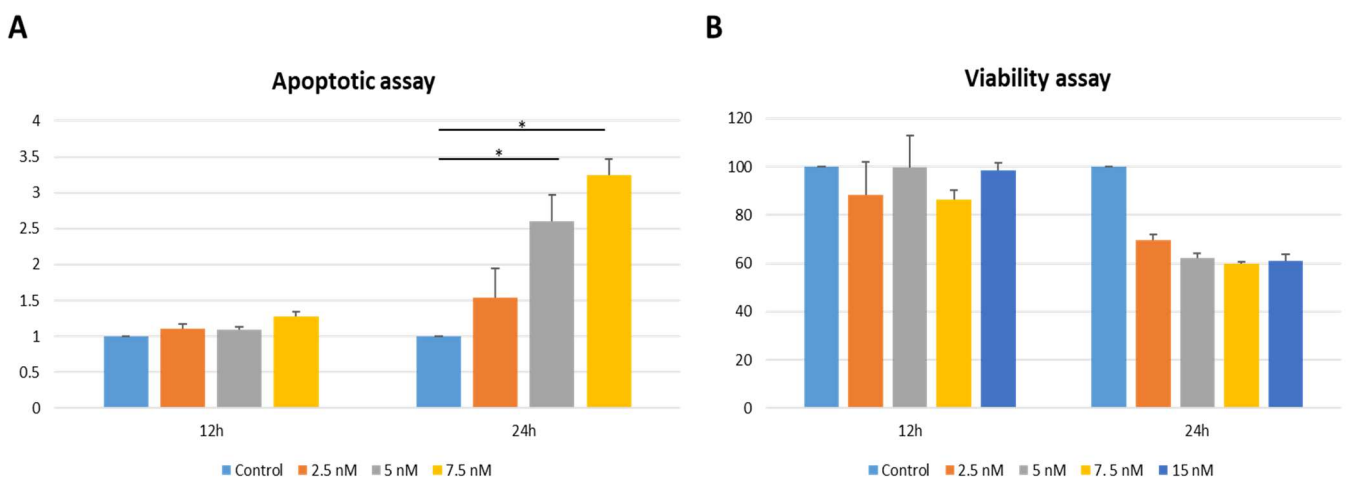 A
Apoptotic assay
4
3.5
3
2.5
2
1.5
1
0.5
0
*
*
12h
24h
Control 2.5 nM 5 nM 7.5 nM
B
Viability assay
120
100
80
60
40
20
0
12h
24h
Control 2.5 nM 5 nM 7. 5 nM 15 nM